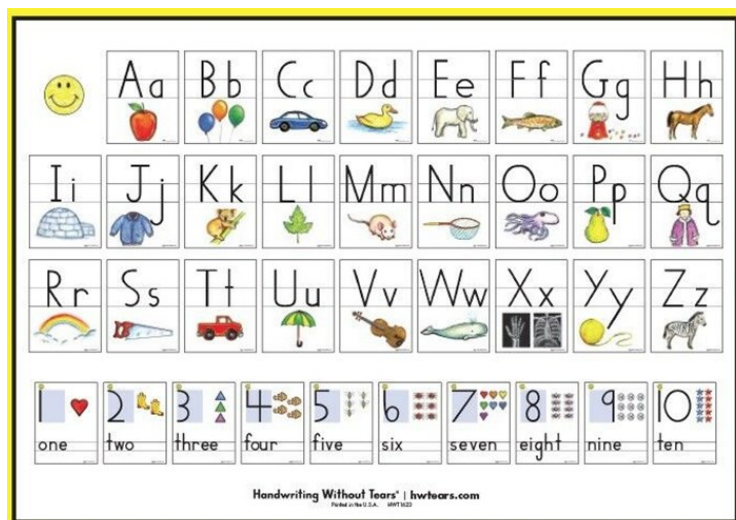 Aa Bb Cc Dd Ee Ff Gg Hh
Ii Jj Kk Ll Mm Nn Oo Pp Qq
Rr Ss Tt Uu Vv Ww Xx Yy Zz
1 2 3 4 5 6 7 8 9 10
one two three four five six seven eight nine ten
Handwriting Without Tears® | hwtears.com
Printed in the U.S.A. HWT1623